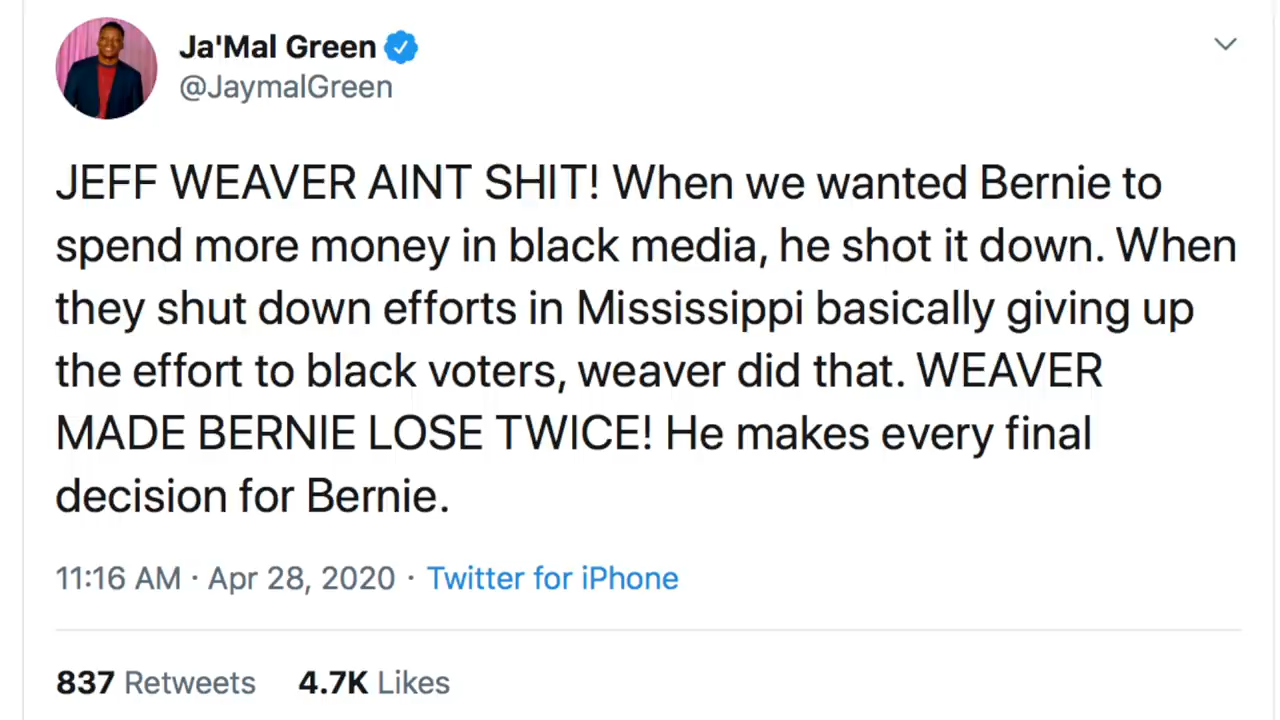 Ja'Mal Green
@JaymalGreen
JEFF WEAVER AINT SHIT! When we wanted Bernie to
spend more money in black media, he shot it down. When
they shut down efforts in Mississippi basically giving up
the effort to black voters, weaver did that. WEAVER
MADE BERNIE LOSE TWICE! He makes every final
decision for Bernie.
11:16 AM · Apr 28, 2020 · Twitter for iPhone
837 Retweets 4.7K Likes